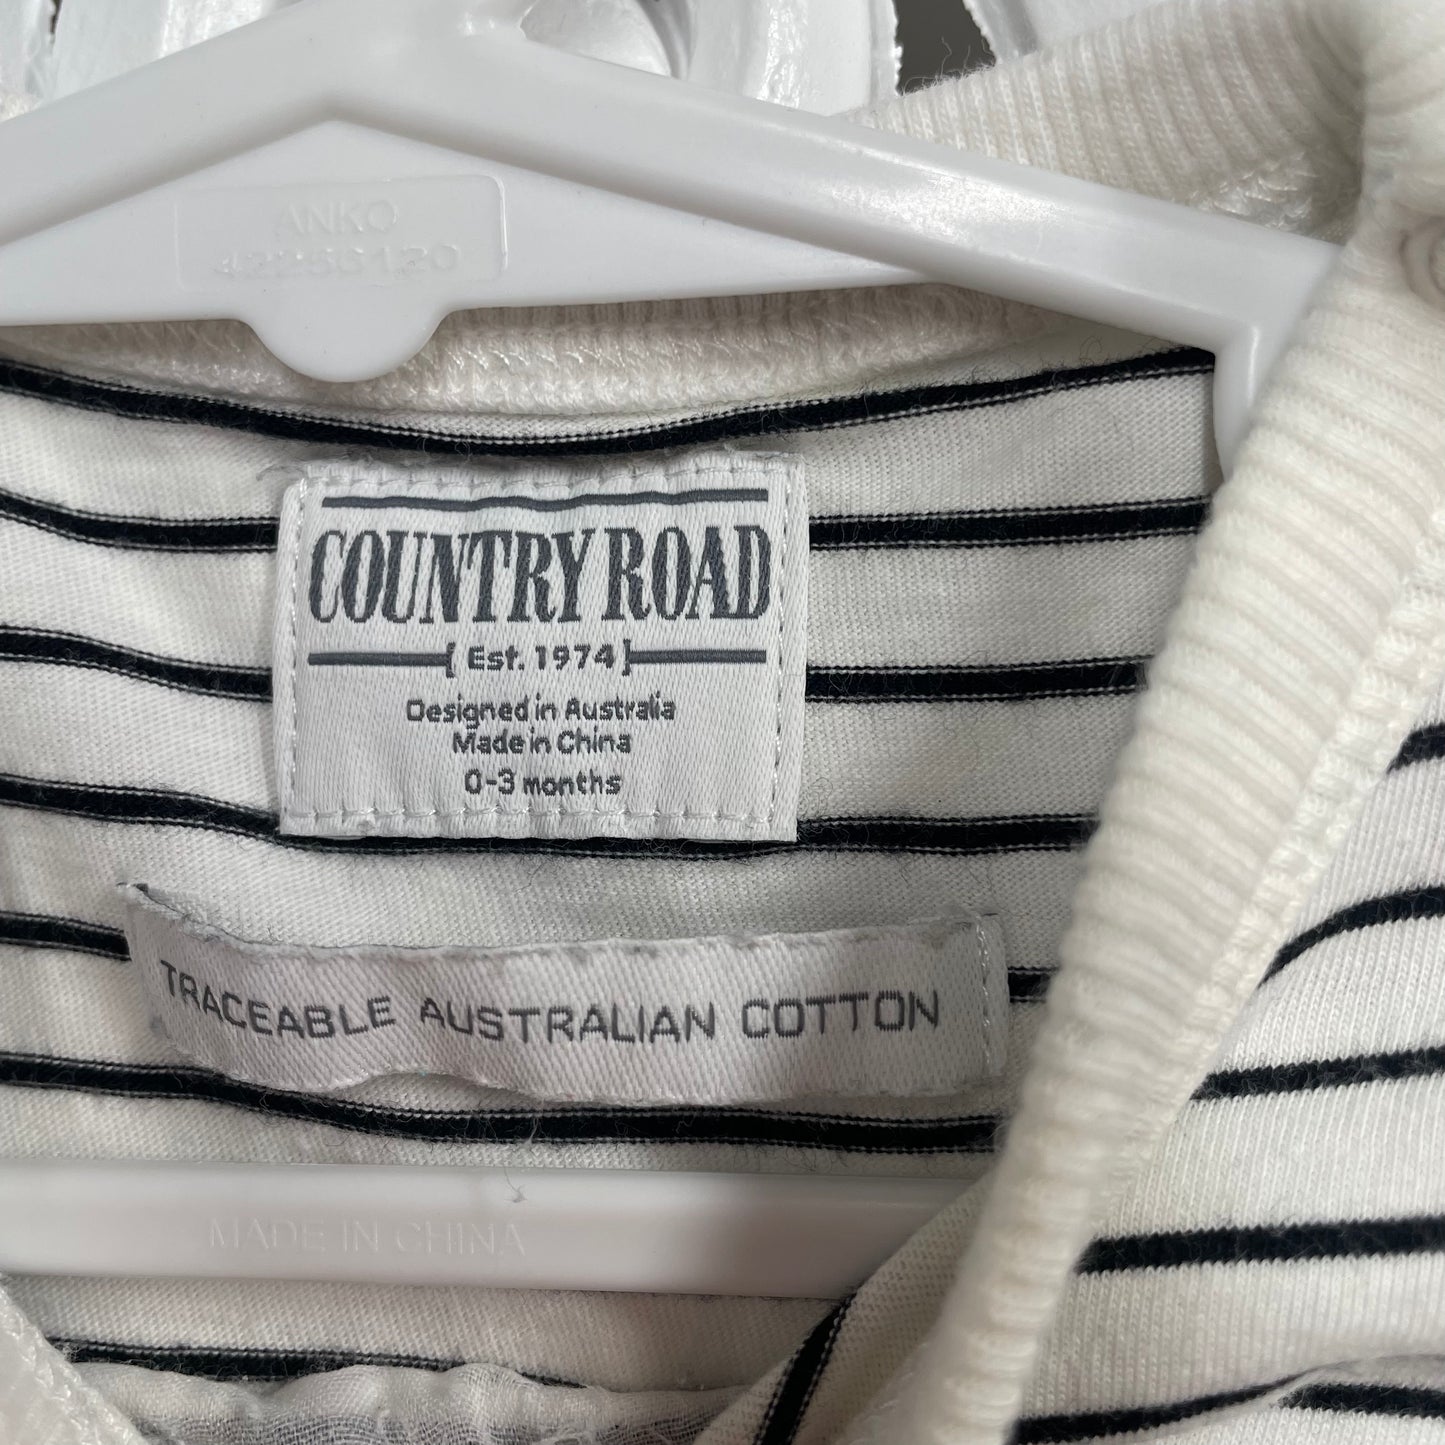 ANKO
42256120
COUNTRY ROAD
[ Est. 1974 ]
Designed in Australia
Made in China
0-3 months
TRACEABLE AUSTRALIAN COTTON
MADE IN CHINA